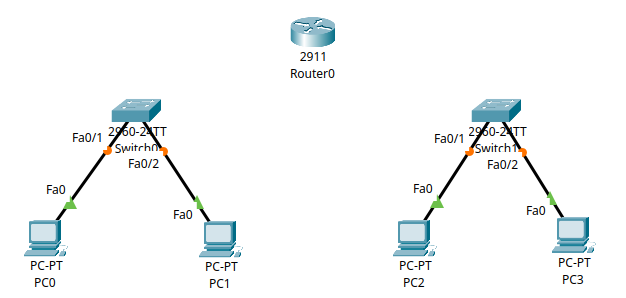 2911
Router0
2960-24TT
Switch0
Fa0/1
Fa0/2
Fa0
Fa0
PC-PT
PC0
PC-PT
PC1
2960-24TT
Switch1
Fa0/1
Fa0/2
Fa0
Fa0
PC-PT
PC2
PC-PT
PC3